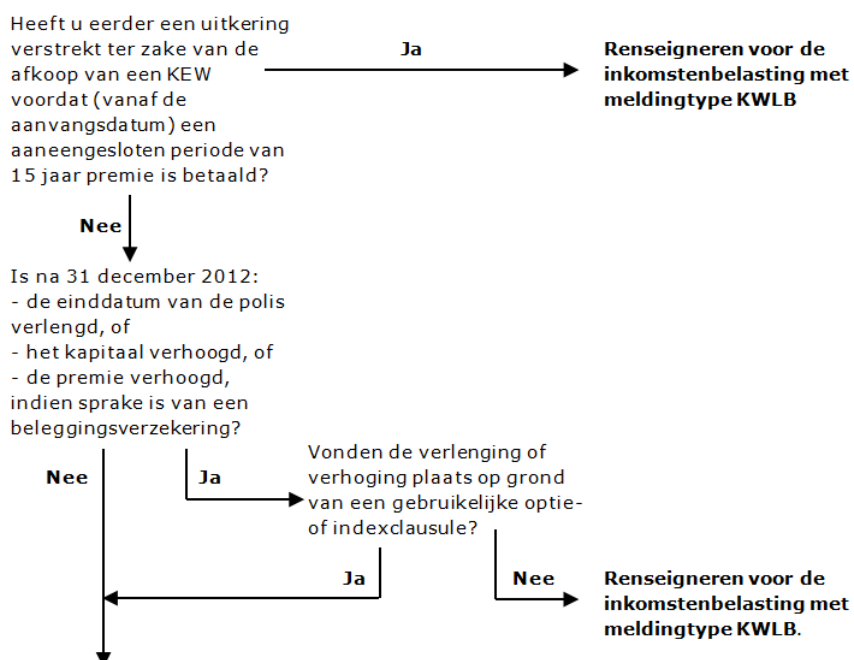 Heeft u eerder een uitkering
verstrekt ter zake van de
afkoop van een KEW
voordat (vanaf de
aanvangsdatum) een
aaneengesloten periode van
15 jaar premie is betaald?
Ja
Renseigneren voor de
inkomstenbelasting met
meldingtype KWLB
Nee
Is na 31 december 2012:
- de einddatum van de polis
verlengd, of
- het kapitaal verhoogd, of
- de premie verhoogd,
indien sprake is van een
beleggingsverzekering?
Nee
Ja
Vonden de verlenging of
verhoging plaats op grond
van een gebruikelijke optie-
of indexclausule?
Ja
Nee
Renseigneren voor de
inkomstenbelasting met
meldingtype KWLB.